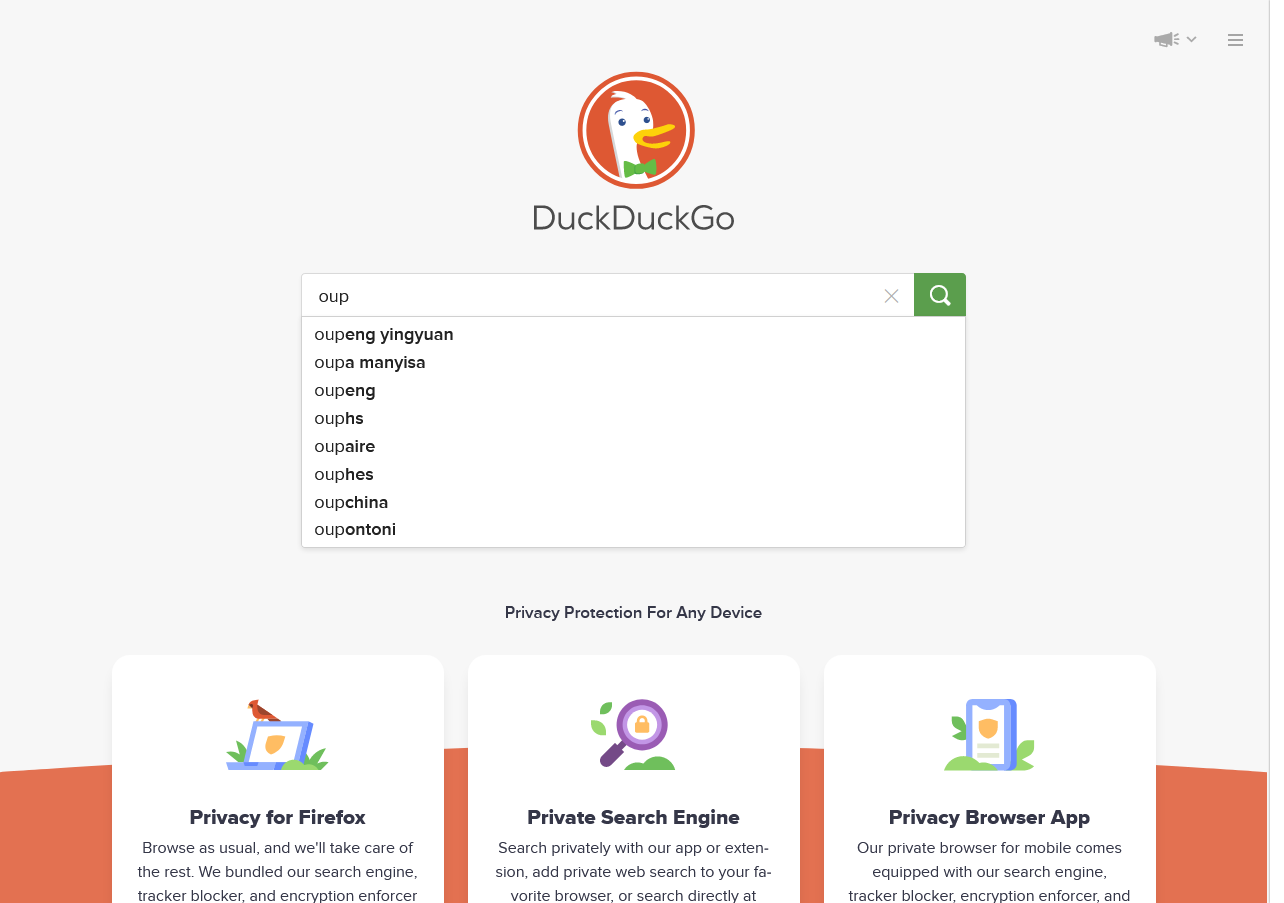 DuckDuckGo
oup
oupeng yingyuan
oupa manyisa
oupeng
ouphs
oupaire
ouphes
oupchina
oupontoni
Privacy Protection For Any Device
Privacy for Firefox
Browse as usual, and we'll take care of
the rest. We bundled our search engine,
tracker blocker, and encryption enforcer
Private Search Engine
Search privately with our app or exten-
sion, add private web search to your fa-
vorite browser, or search directly at
Privacy Browser App
Our private browser for mobile comes
equipped with our search engine,
tracker blocker, encryption enforcer, and